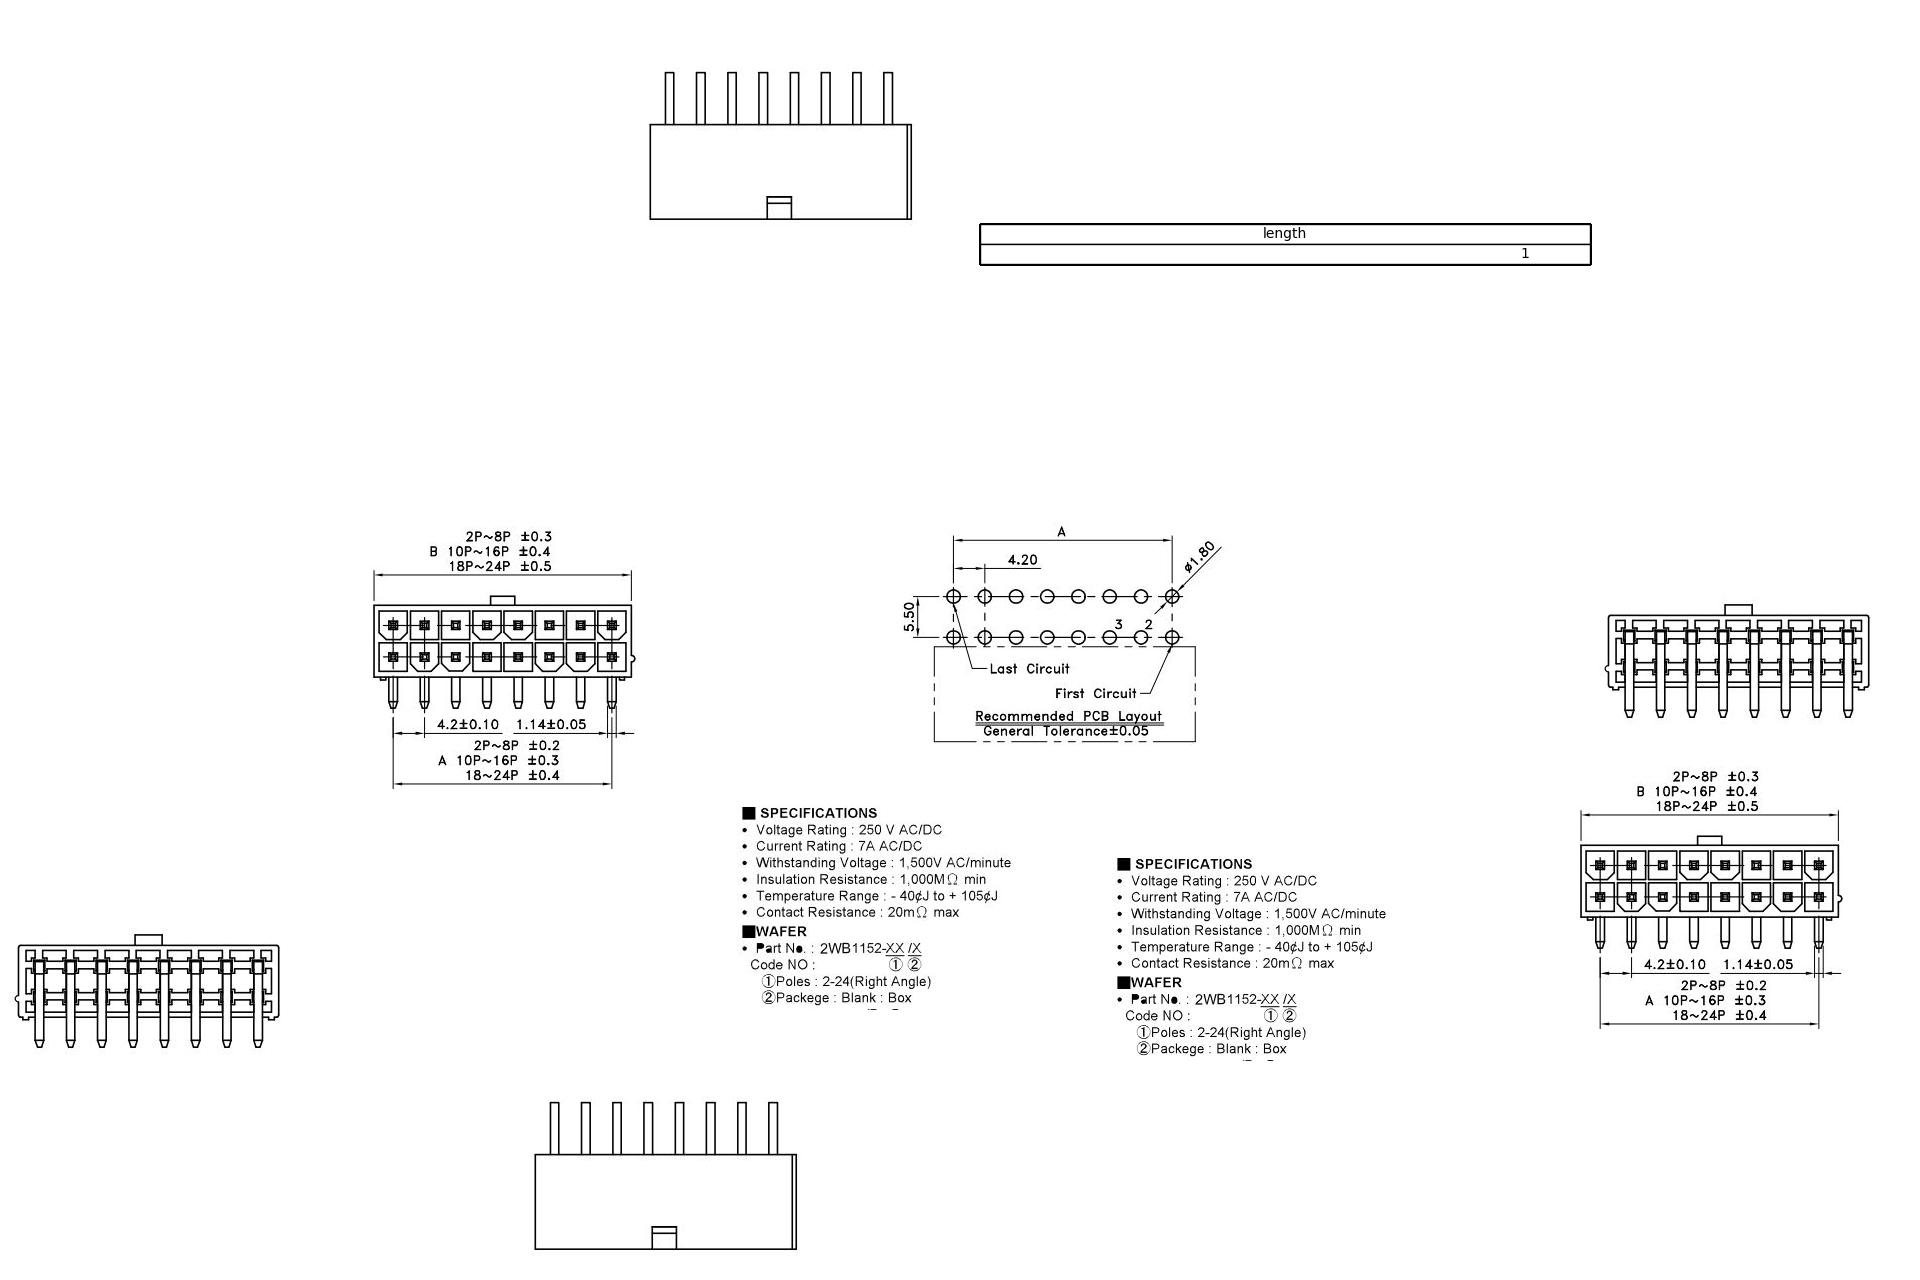 length
1
2P~8P ±0.3
B 10P~16P ±0.4
18P~24P ±0.5
4.2±0.10 1.14±0.05
2P~8P ±0.2
A 10P~16P ±0.3
18~24P ±0.4
A
4.20
ø1.80
5.50
3 2
Last Circuit
First Circuit
Recommended PCB Layout
General Tolerance±0.05
2P~8P ±0.3
B 10P~16P ±0.4
18P~24P ±0.5
4.2±0.10 1.14±0.05
2P~8P ±0.2
A 10P~16P ±0.3
18~24P ±0.4
■ SPECIFICATIONS
• Voltage Rating : 250 V AC/DC
• Current Rating : 7A AC/DC
• Withstanding Voltage : 1,500V AC/minute
• Insulation Resistance : 1,000MΩ min
• Temperature Range : - 40¢J to + 105¢J
• Contact Resistance : 20mΩ max
■WAFER
• Part No. : 2WB1152-XX /X
Code NO : ① ②
①Poles : 2-24(Right Angle)
②Packege : Blank : Box
■ SPECIFICATIONS
• Voltage Rating : 250 V AC/DC
• Current Rating : 7A AC/DC
• Withstanding Voltage : 1,500V AC/minute
• Insulation Resistance : 1,000MΩ min
• Temperature Range : - 40¢J to + 105¢J
• Contact Resistance : 20mΩ max
■WAFER
• Part No. : 2WB1152-XX /X
Code NO : ① ②
①Poles : 2-24(Right Angle)
②Packege : Blank : Box